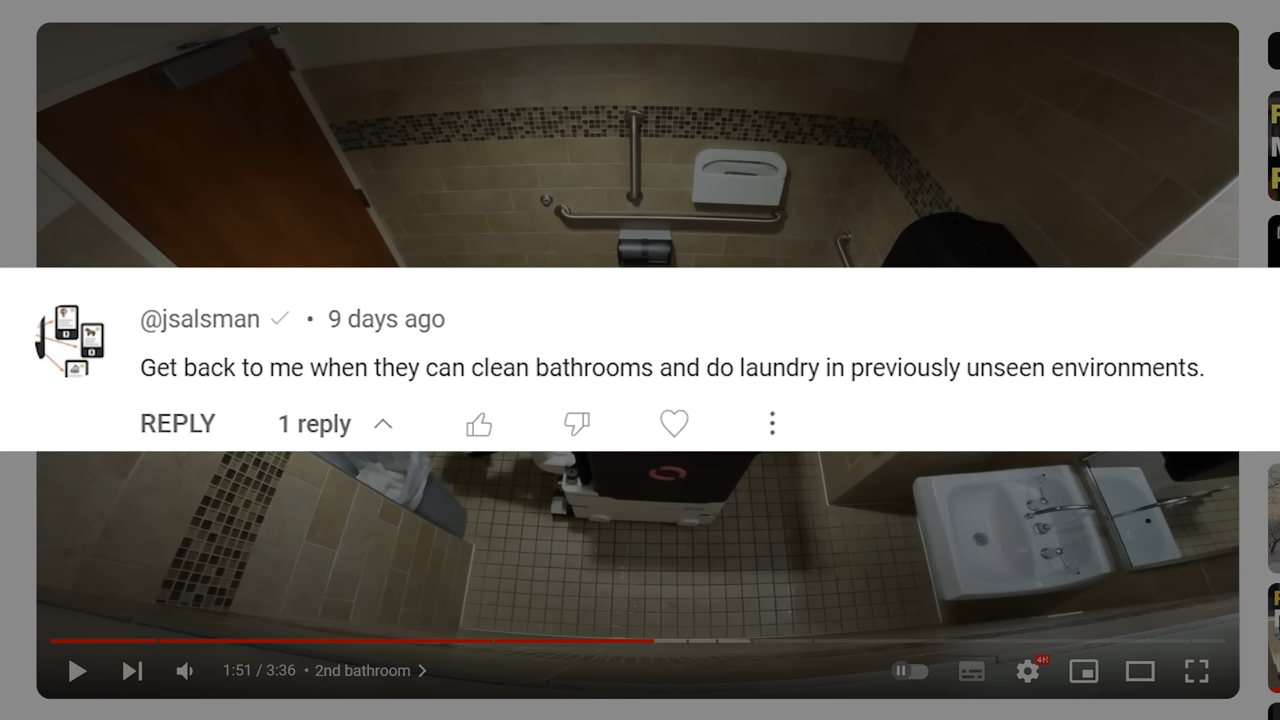 @jsalsman • 9 days ago
Get back to me when they can clean bathrooms and do laundry in previously unseen environments.
REPLY 1 reply
1:51 / 3:36 • 2nd bathroom
4K